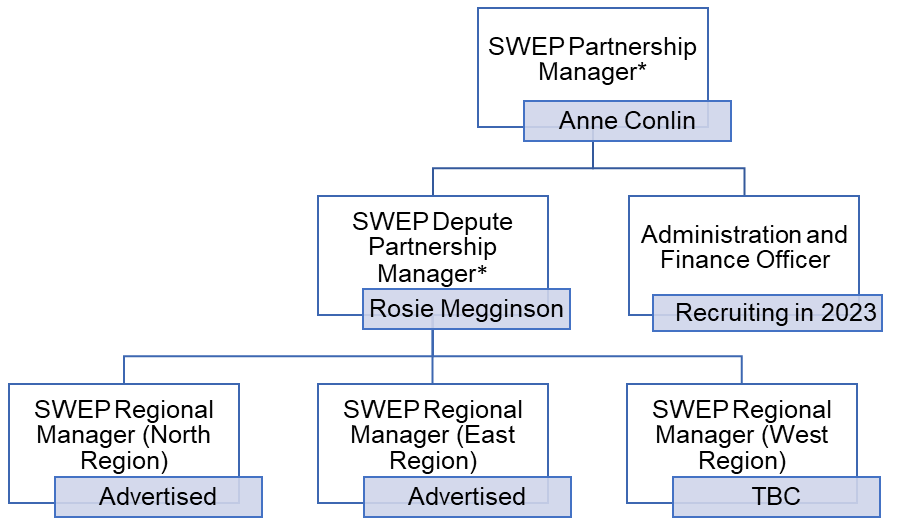 SWEP Partnership
Manager*
Anne Conlin
SWEP Depute
Partnership
Manager*
Rosie Megginson
Administration and
Finance Officer
Recruiting in 2023
SWEP Regional
Manager (North
Region)
Advertised
SWEP Regional
Manager (East
Region)
Advertised
SWEP Regional
Manager (West
Region)
TBC